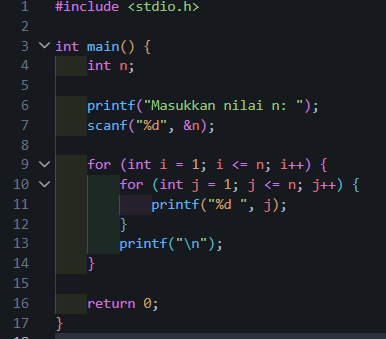 1 #include <stdio.h>
2
3 int main() {
4     int n;
5
6     printf("Masukkan nilai n: ");
7     scanf("%d", &n);
8
9     for (int i = 1; i <= n; i++) {
10         for (int j = 1; j <= n; j++) {
11             printf("%d ", j);
12         }
13         printf("\n");
14     }
15
16     return 0;
17 }